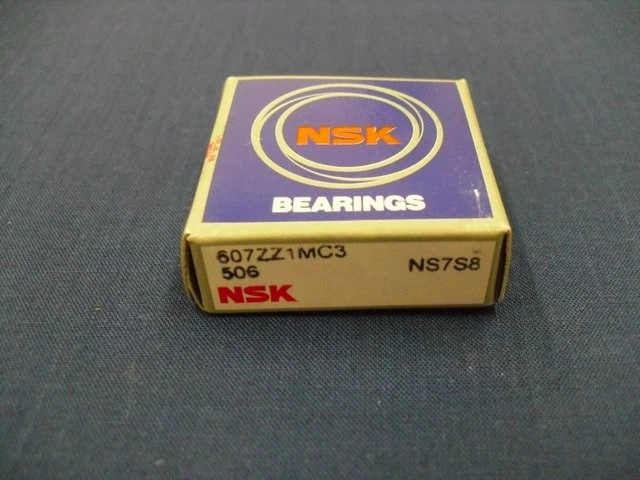 NSK
BEARINGS
607ZZ1MC3
506
NS7S8
NSK